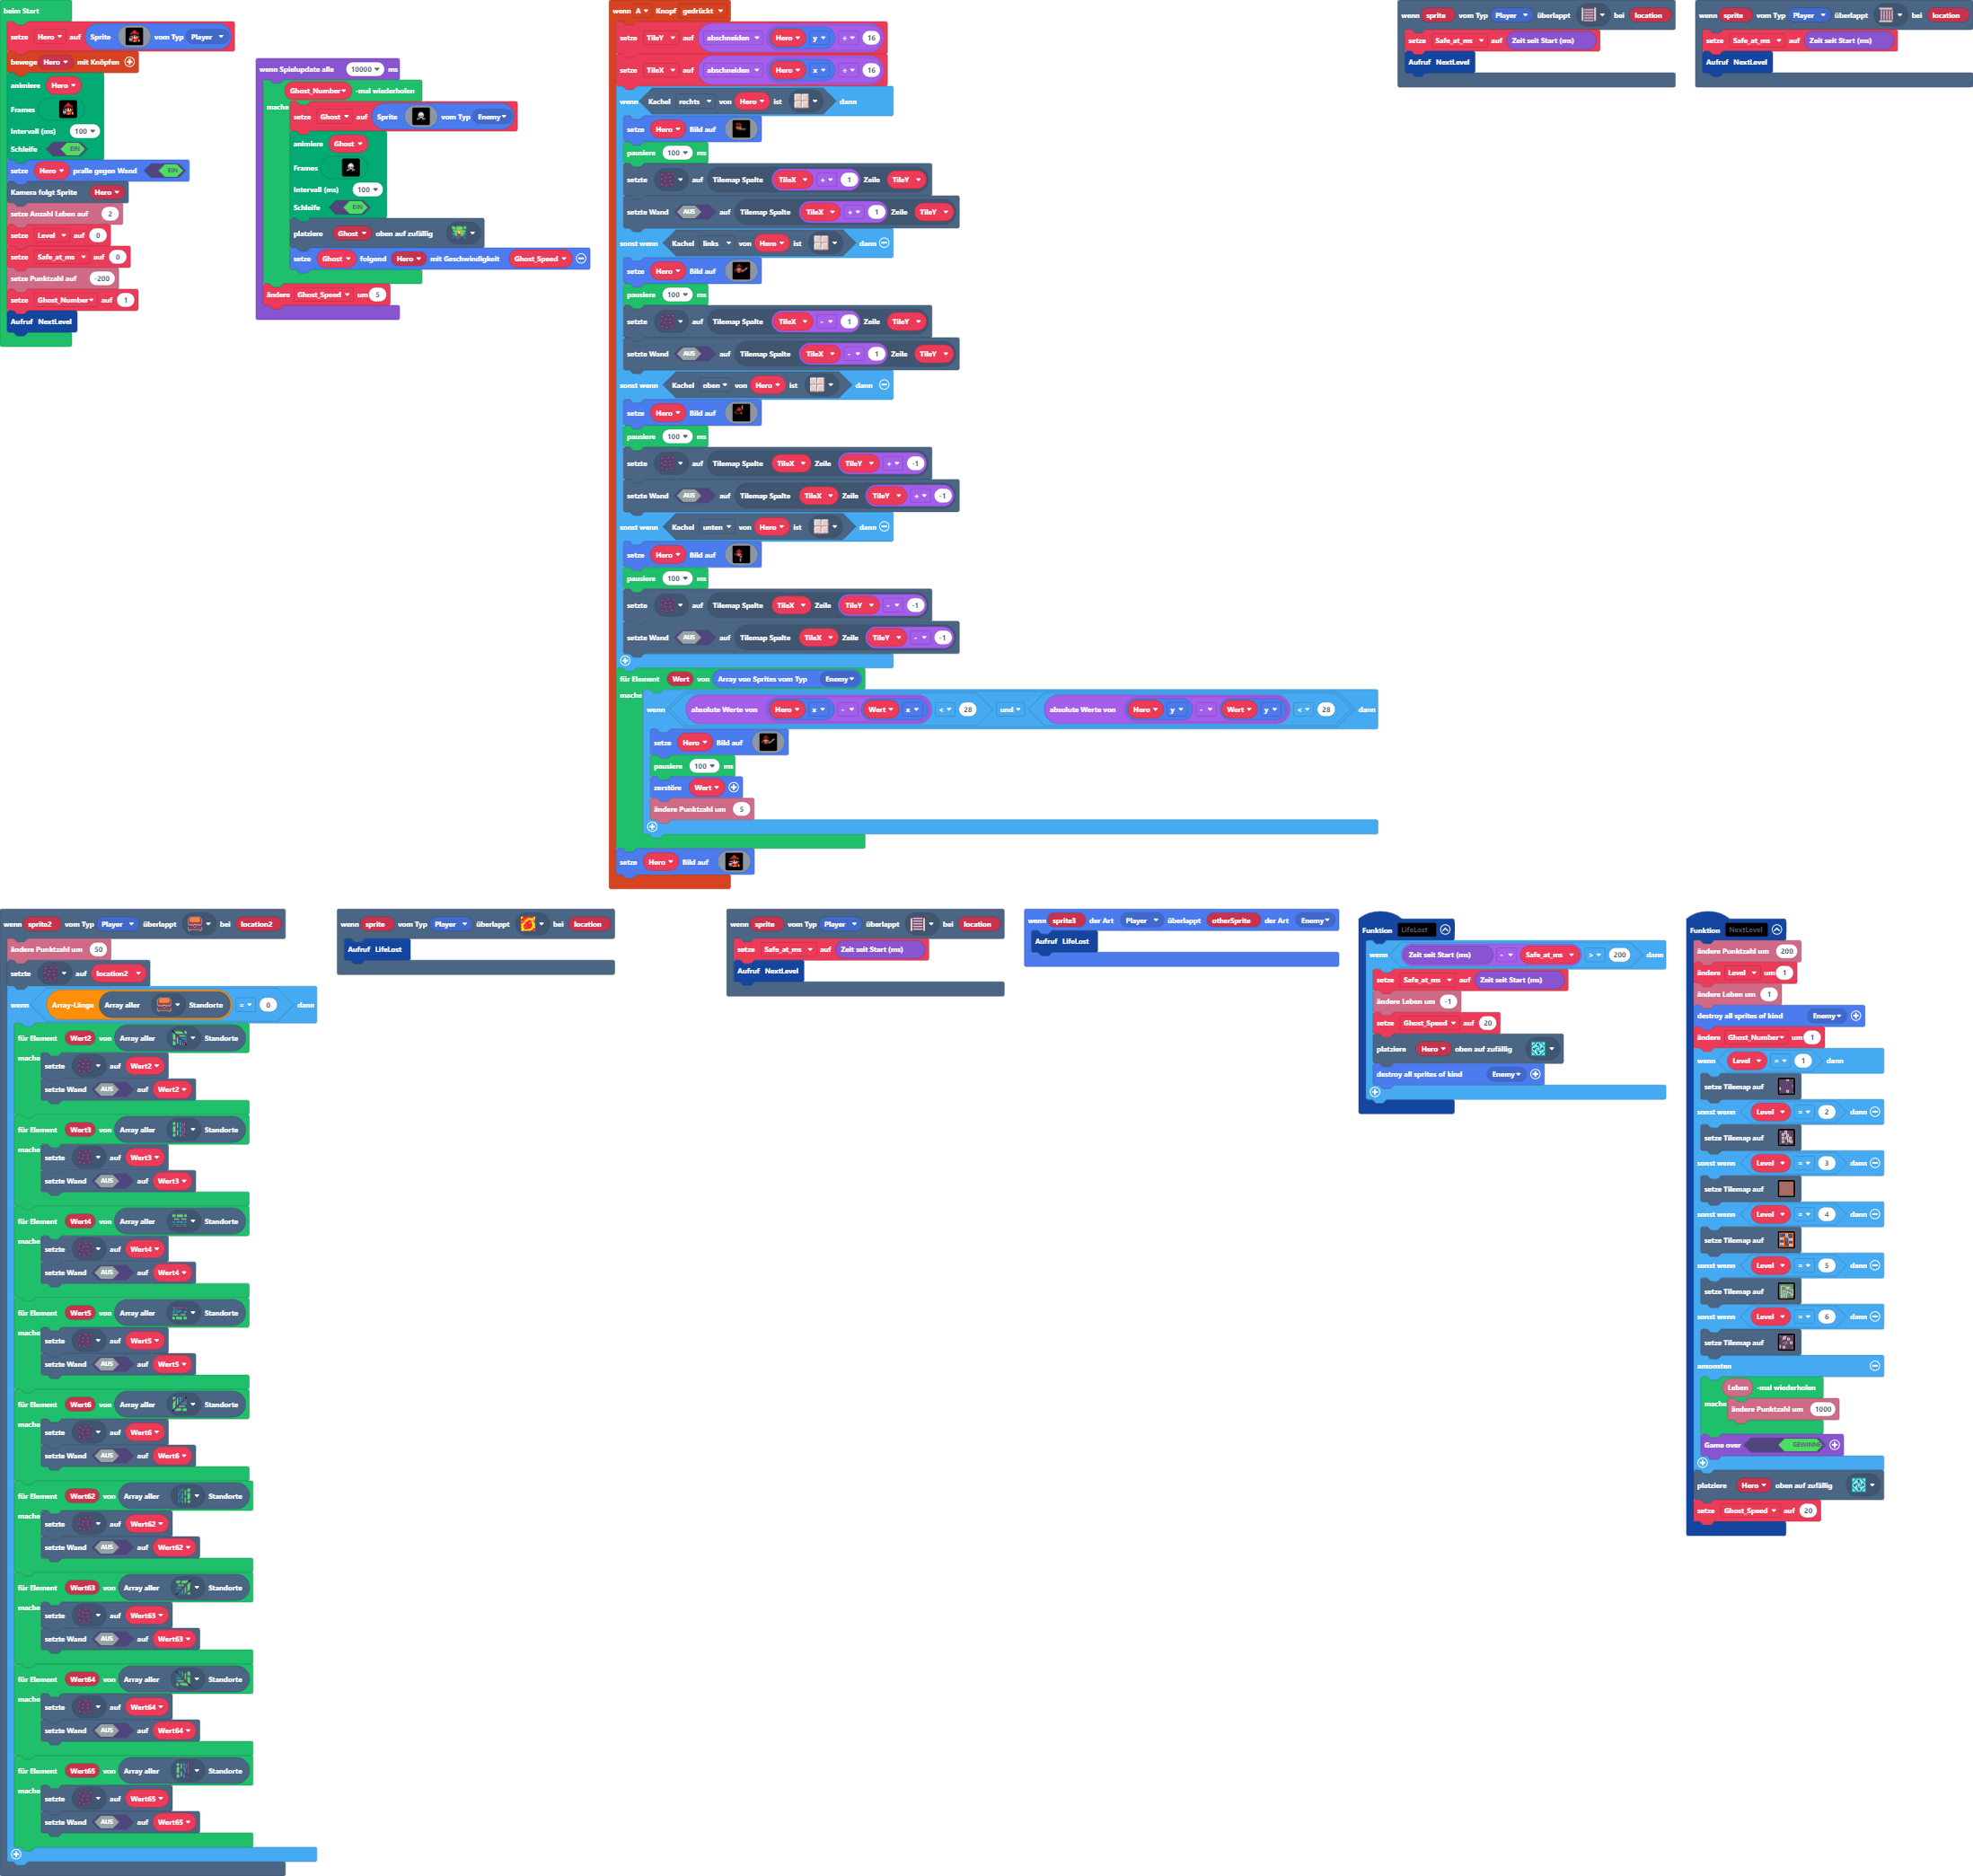 beim Start
setze Hero auf Sprite vom Typ Player
bewege Hero mit Knöpfen
animiere Hero
Frames
Intervall (ms) 100
Schleife EIN
setze Hero pralle gegen Wand EIN
Kamera folgt Sprite Hero
setze Anzahl Leben auf 2
setze Level auf 0
setze Safe_at_ms auf 0
setze Punktzahl auf -200
setze Ghost_Number auf 1
Aufruf NextLevel
wenn Spielupdate alle 10000 ms
Ghost_Number -mal wiederholen
mache
setze Ghost auf Sprite vom Typ Enemy
animiere Ghost
Frames
Intervall (ms) 100
Schleife EIN
platziere Ghost oben auf zufällig
setze Ghost folgend Hero mit Geschwindigkeit Ghost_Speed
ändere Ghost_Speed um 5
wenn A Knopf gedrückt
setze TileY auf abschneiden Hero y ÷ 16
setze TileX auf abschneiden Hero x ÷ 16
wenn Kachel rechts von Hero ist dann
setze Hero Bild auf
pausiere 100 ms
setzte auf Tilemap Spalte TileX + 1 Zeile TileY
setzte Wand AUS auf Tilemap Spalte TileX + 1 Zeile TileY
sonst wenn Kachel links von Hero ist dann
setze Hero Bild auf
pausiere 100 ms
setzte auf Tilemap Spalte TileX - 1 Zeile TileY
setzte Wand AUS auf Tilemap Spalte TileX - 1 Zeile TileY
sonst wenn Kachel oben von Hero ist dann
setze Hero Bild auf
pausiere 100 ms
setzte auf Tilemap Spalte TileX Zeile TileY + -1
setzte Wand AUS auf Tilemap Spalte TileX Zeile TileY + -1
sonst wenn Kachel unten von Hero ist dann
setze Hero Bild auf
pausiere 100 ms
setzte auf Tilemap Spalte TileX Zeile TileY - -1
setzte Wand AUS auf Tilemap Spalte TileX Zeile TileY - -1
für Element Wert von Array von Sprites vom Typ Enemy
mache
wenn absolute Werte von Hero x - Wert x < 28 und absolute Werte von Hero y - Wert y < 28 dann
setze Hero Bild auf
pausiere 100 ms
zerstöre Wert
ändere Punktzahl um 5
setze Hero Bild auf
wenn sprite vom Typ Player überlappt bei location
setze Safe_at_ms auf Zeit seit Start (ms)
Aufruf NextLevel
wenn sprite vom Typ Player überlappt bei location
setze Safe_at_ms auf Zeit seit Start (ms)
Aufruf NextLevel
wenn sprite2 vom Typ Player überlappt bei location2
ändere Punktzahl um 50
setzte auf location2
wenn Array-Länge Array aller Standorte = 0 dann
für Element Wert2 von Array aller Standorte
mache
setzte auf Wert2
setzte Wand AUS auf Wert2
für Element Wert3 von Array aller Standorte
mache
setzte auf Wert3
setzte Wand AUS auf Wert3
für Element Wert4 von Array aller Standorte
mache
setzte auf Wert4
setzte Wand AUS auf Wert4
für Element Wert5 von Array aller Standorte
mache
setzte auf Wert5
setzte Wand AUS auf Wert5
für Element Wert6 von Array aller Standorte
mache
setzte auf Wert6
setzte Wand AUS auf Wert6
für Element Wert62 von Array aller Standorte
mache
setzte auf Wert62
setzte Wand AUS auf Wert62
für Element Wert63 von Array aller Standorte
mache
setzte auf Wert63
setzte Wand AUS auf Wert63
für Element Wert64 von Array aller Standorte
mache
setzte auf Wert64
setzte Wand AUS auf Wert64
für Element Wert65 von Array aller Standorte
mache
setzte auf Wert65
setzte Wand AUS auf Wert65
wenn sprite vom Typ Player überlappt bei location
Aufruf LifeLost
wenn sprite vom Typ Player überlappt bei location
setze Safe_at_ms auf Zeit seit Start (ms)
Aufruf NextLevel
wenn sprite3 der Art Player überlappt otherSprite der Art Enemy
Aufruf LifeLost
Funktion LifeLost
wenn Zeit seit Start (ms) - Safe_at_ms > 200 dann
setze Safe_at_ms auf Zeit seit Start (ms)
ändere Leben um -1
setze Ghost_Speed auf 20
platziere Hero oben auf zufällig
destroy all sprites of kind Enemy
Funktion NextLevel
ändere Punktzahl um 200
ändere Level um 1
ändere Leben um 1
destroy all sprites of kind Enemy
ändere Ghost_Number um 1
wenn Level = 1 dann
setze Tilemap auf
sonst wenn Level = 2 dann
setze Tilemap auf
sonst wenn Level = 3 dann
setze Tilemap auf
sonst wenn Level = 4 dann
setze Tilemap auf
sonst wenn Level = 5 dann
setze Tilemap auf
sonst wenn Level = 6 dann
setze Tilemap auf
ansonsten
Leben -mal wiederholen
mache
ändere Punktzahl um 1000
Game over GEWINNE
platziere Hero oben auf zufällig
setze Ghost_Speed auf 20